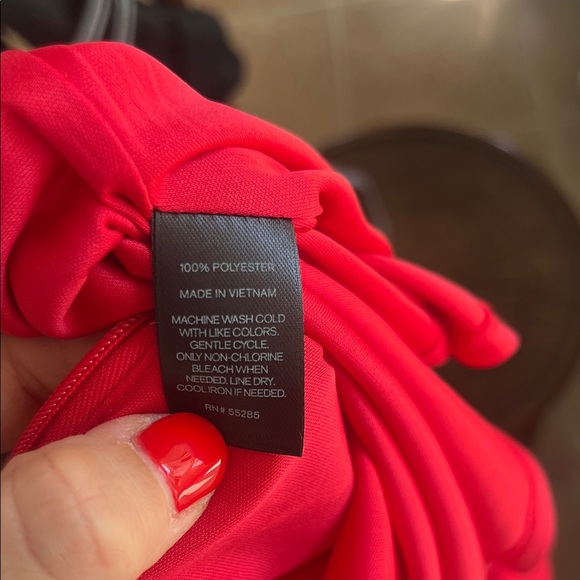 100% POLYESTER
MADE IN VIETNAM
MACHINE WASH COLD
WITH LIKE COLORS.
GENTLE CYCLE.
ONLY NON-CHLORINE
BLEACH WHEN
NEEDED. LINE DRY.
COOL IRON IF NEEDED.
RN# 55285